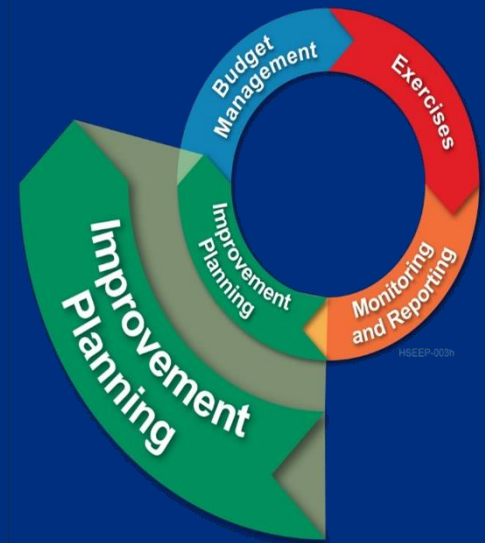 Budget
Management
Exercises
Monitoring
and Reporting
Improvement
Planning
HSEEP-003h
Improvement
Planning